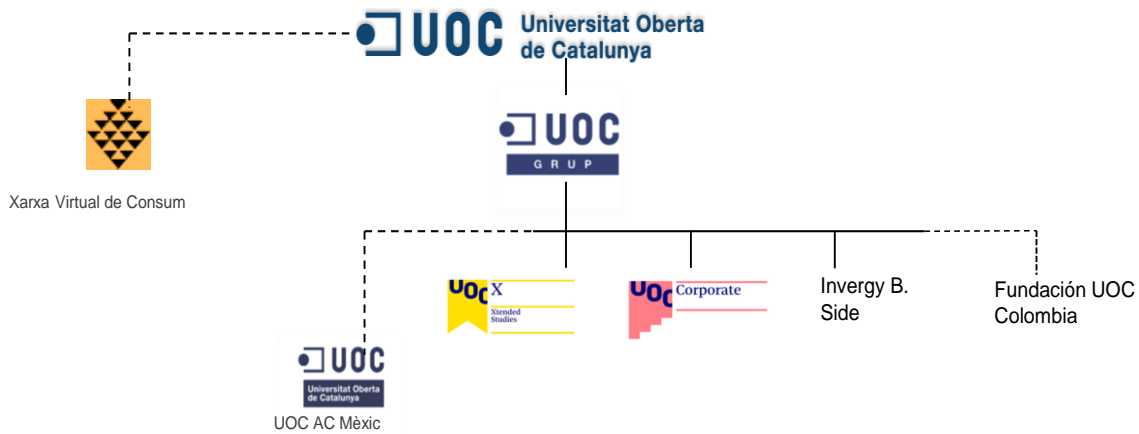 UOC Universitat Oberta
de Catalunya
UOC
GRUP
Xarxa Virtual de Consum
UOC X
Xtended
Studies
UOC Corporate
Invergy B.
Side
Fundación UOC
Colombia
UOC
Universitat Oberta
de Catalunya
UOC AC Mèxic